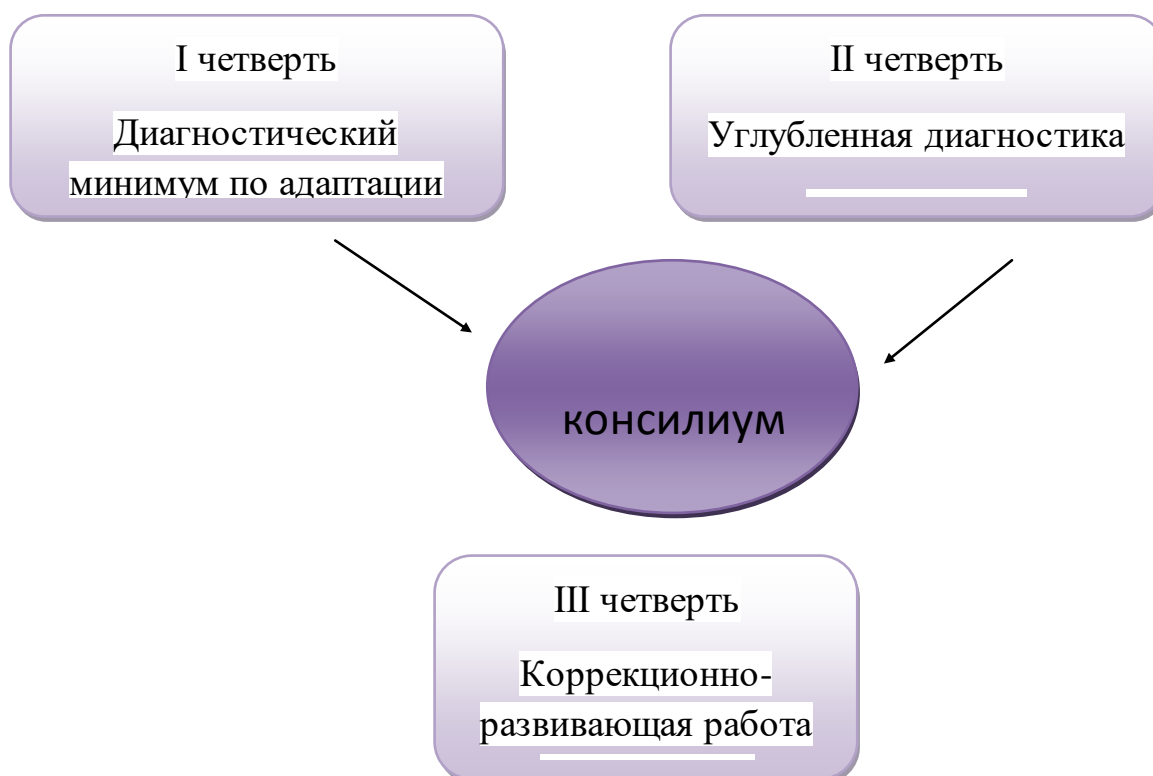 I четверть
Диагностический
минимум по адаптации
II четверть
Углубленная диагностика
консилиум
III четверть
Коррекционно-
развивающая работа